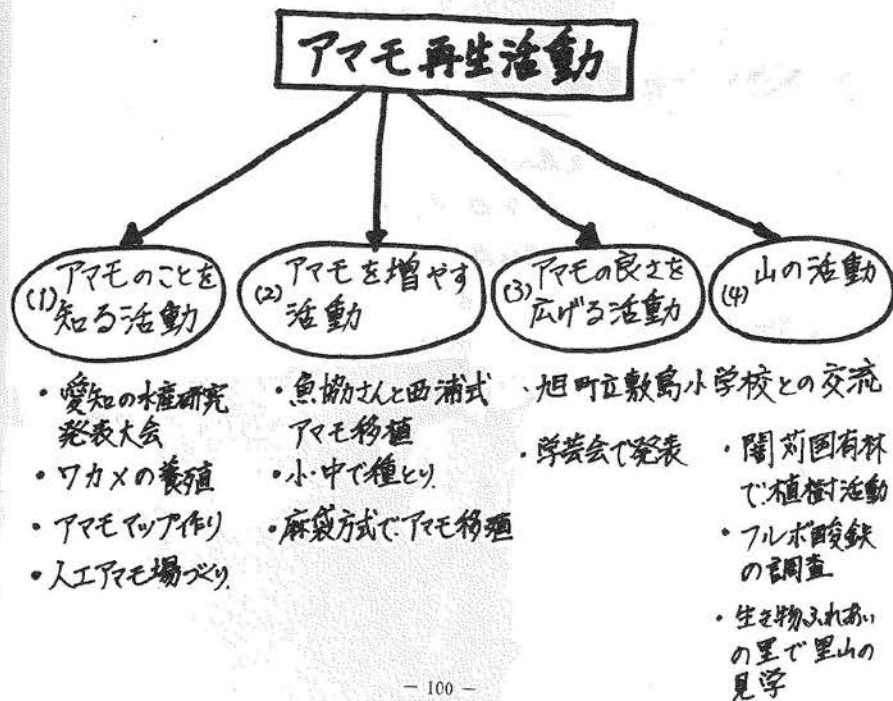 アマモ再生活動
(1)アマモのことを
知る活動
・愛知の水産研究
発表大会
・ワカメの養殖
・アマモマップ作り
・人工アマモ場づくり
(2)アマモを増やす
活動
・魚協さんと西浦式
アマモ移植
・小・中で種とり
・麻袋方式でアマモ移殖
(3)アマモの良さを
広げる活動
・旭町立敷島小学校との交流
・学芸会で発表
(4)山の活動
・闇苅国有林
で植樹活動
・フルボ酸鉄
の調査
・生き物ふれあい
の里で里山の
見学
− 100 −